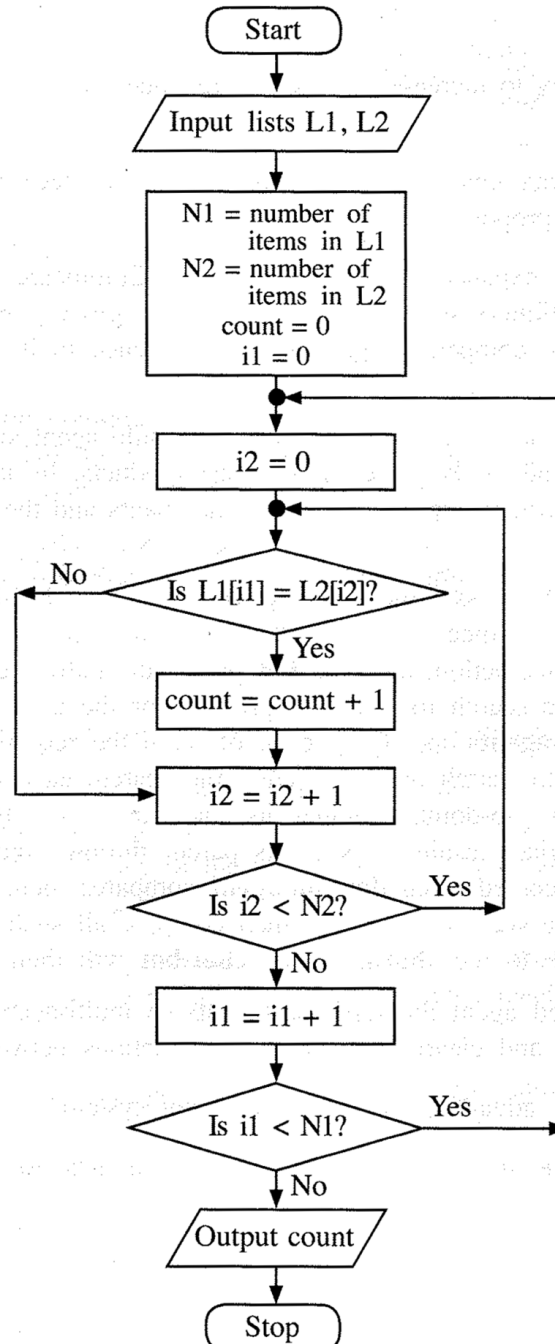 Start
Input lists L1, L2
N1 = number of
items in L1
N2 = number of
items in L2
count = 0
i1 = 0
i2 = 0
No
Is L1[i1] = L2[i2]?
Yes
count = count + 1
i2 = i2 + 1
Is i2 < N2?
Yes
No
i1 = i1 + 1
Is i1 < N1?
Yes
No
Output count
Stop